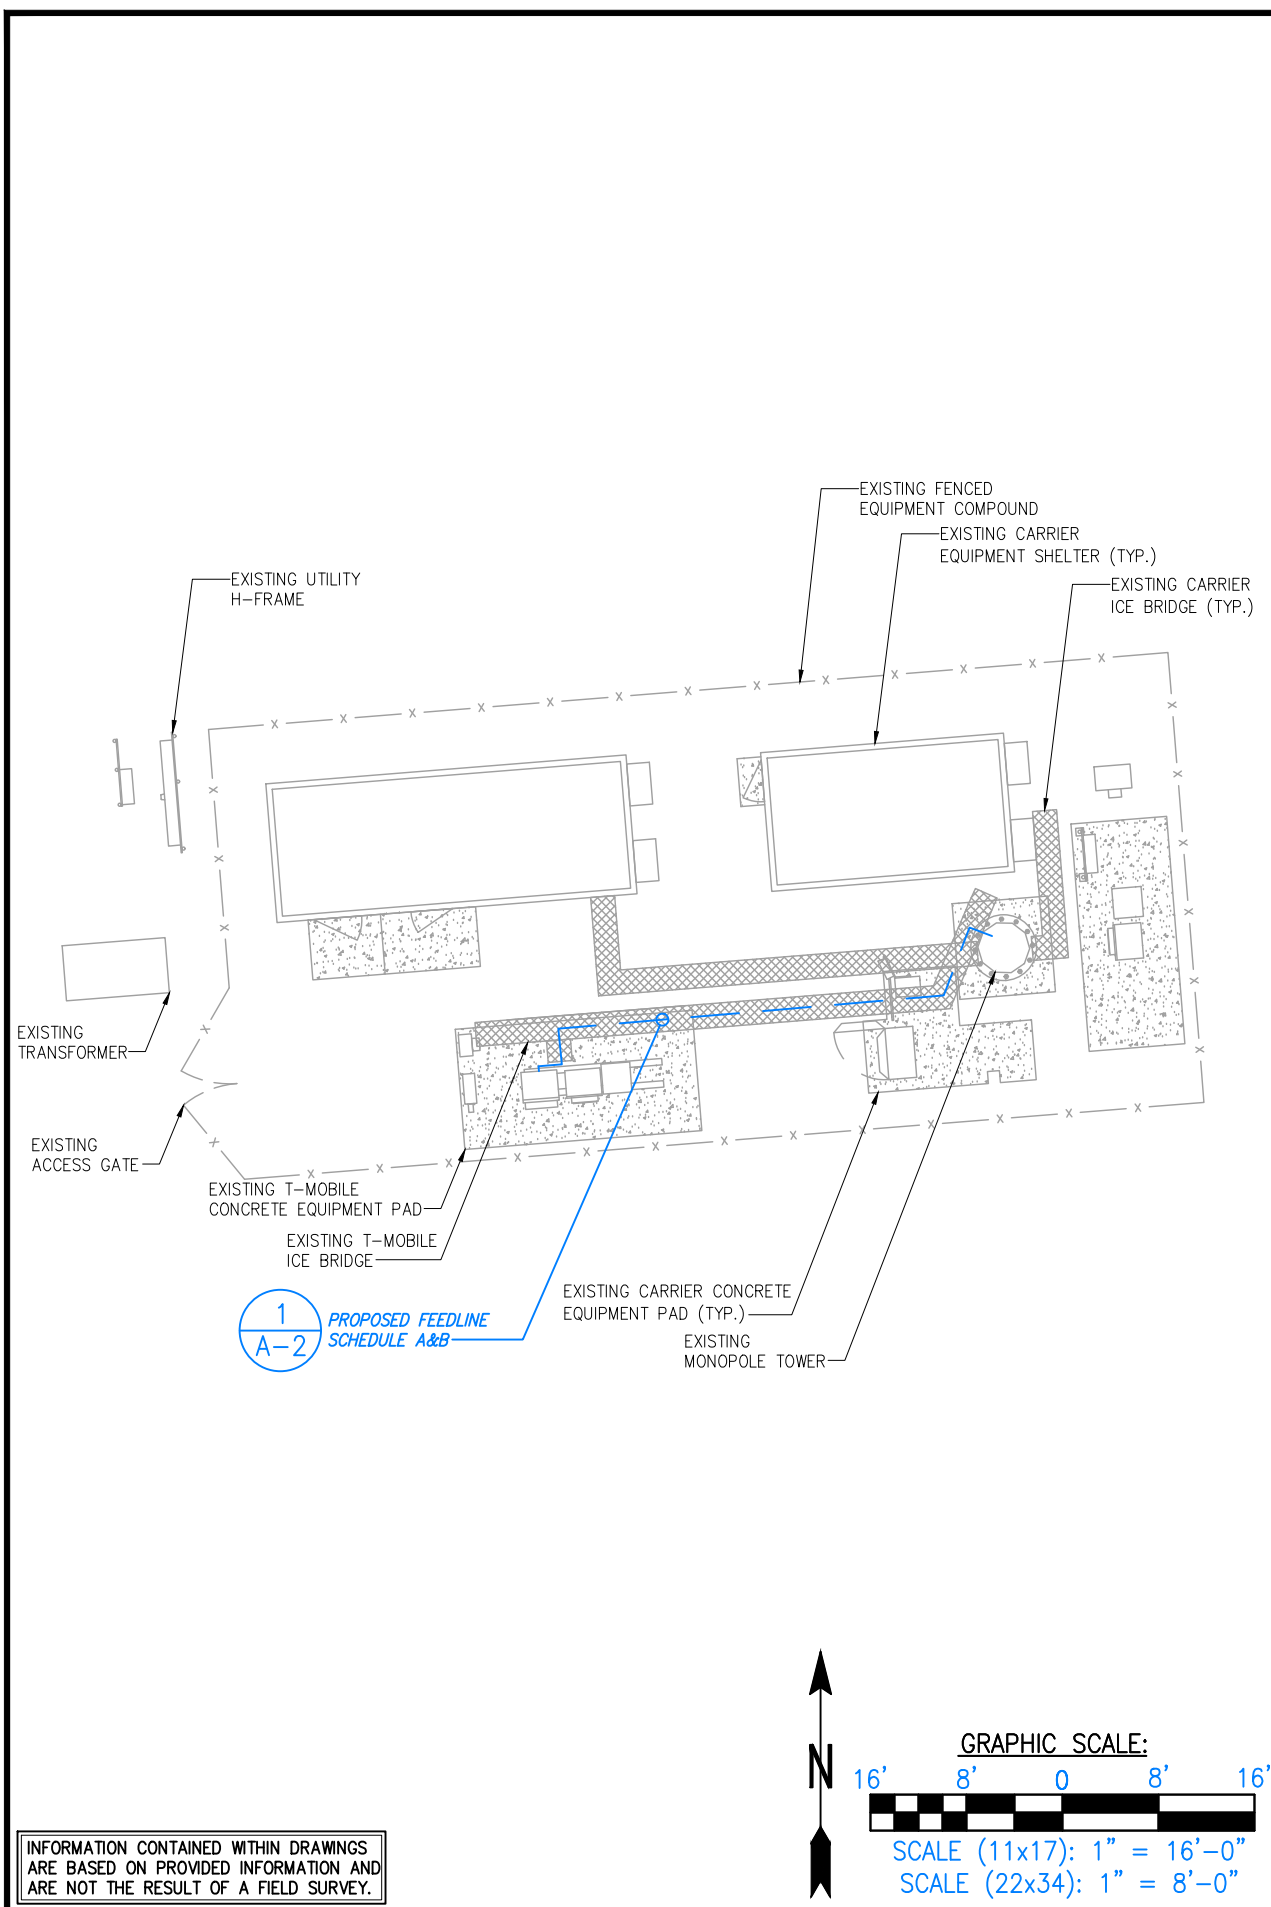 EXISTING FENCED
EQUIPMENT COMPOUND
EXISTING CARRIER
EQUIPMENT SHELTER (TYP.)
EXISTING CARRIER
ICE BRIDGE (TYP.)
EXISTING UTILITY
H-FRAME
EXISTING
TRANSFORMER
EXISTING
ACCESS GATE
EXISTING T-MOBILE
CONCRETE EQUIPMENT PAD
EXISTING T-MOBILE
ICE BRIDGE
1
A-2
PROPOSED FEEDLINE
SCHEDULE A&B
EXISTING CARRIER CONCRETE
EQUIPMENT PAD (TYP.)
EXISTING
MONOPOLE TOWER
N
GRAPHIC SCALE:
16' 8' 0 8' 16'
SCALE (11x17): 1" = 16'-0"
SCALE (22x34): 1" = 8'-0"
INFORMATION CONTAINED WITHIN DRAWINGS
ARE BASED ON PROVIDED INFORMATION AND
ARE NOT THE RESULT OF A FIELD SURVEY.